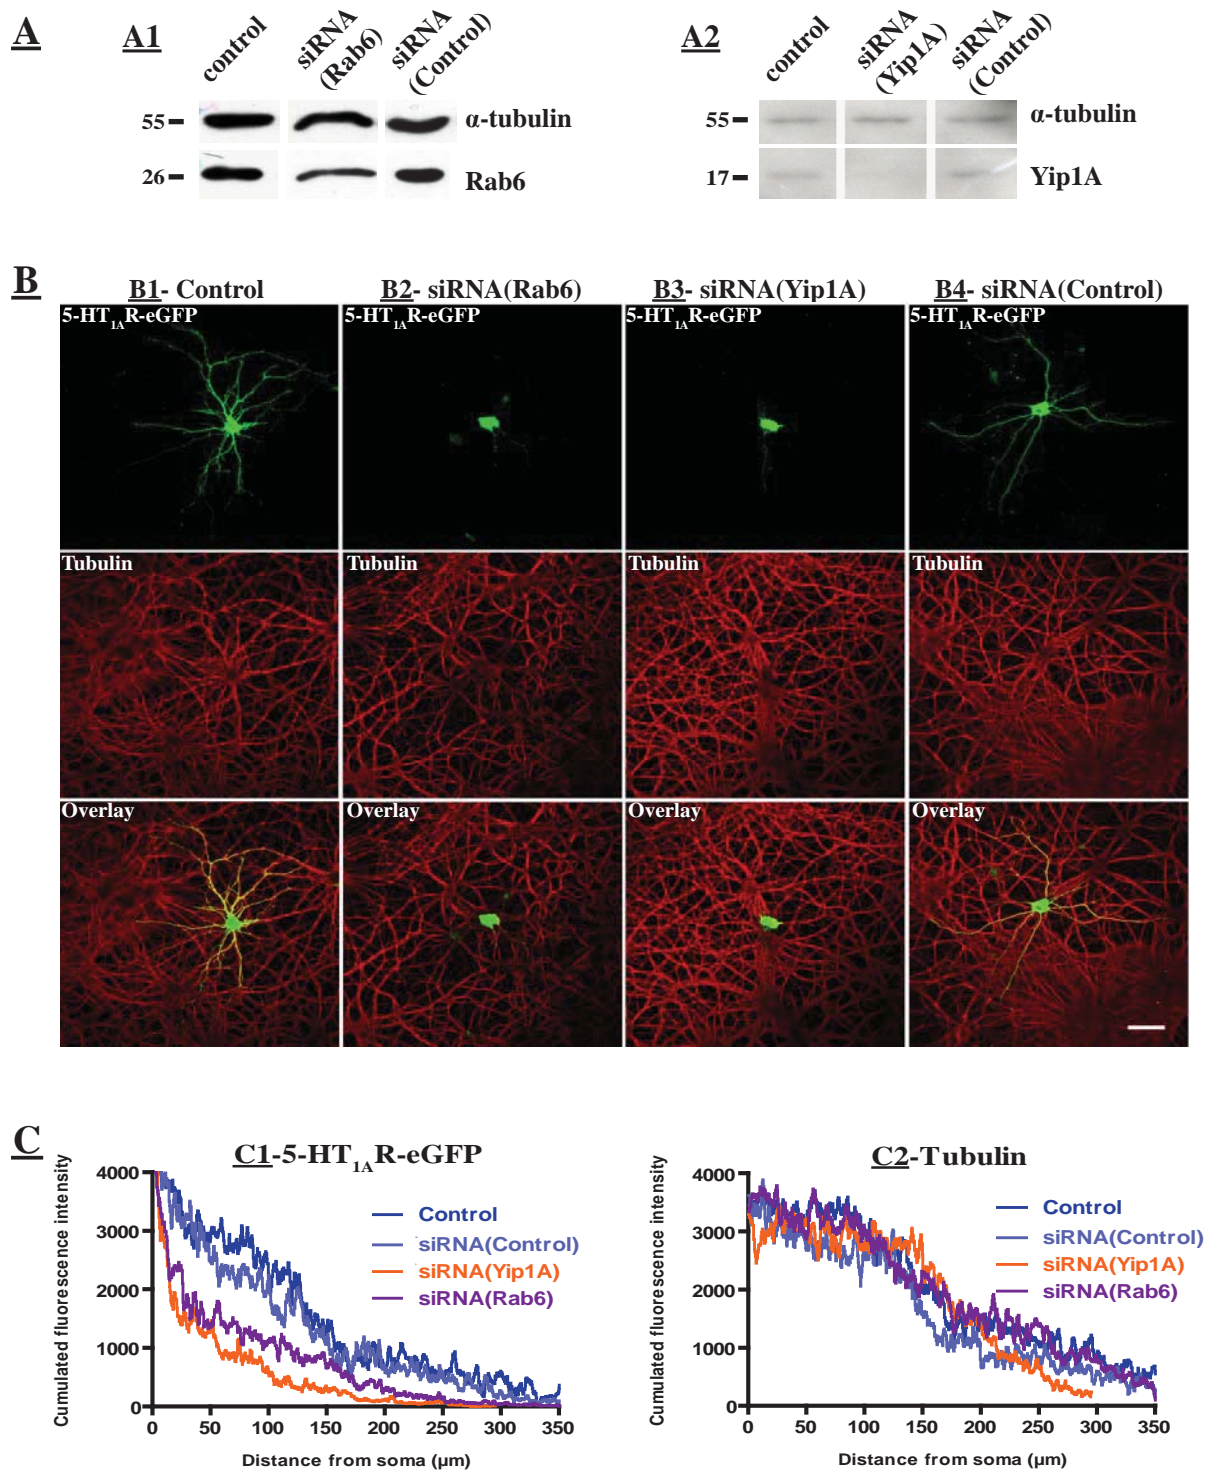 A
A1
control
siRNA
(Rab6)
siRNA
(Control)
55
α-tubulin
26
Rab6
A2
control
siRNA
(Yip1A)
siRNA
(Control)
55
α-tubulin
17
Yip1A
B
B1- Control
B2- siRNA(Rab6)
B3- siRNA(Yip1A)
B4- siRNA(Control)
5-HT1AR-eGFP
5-HT1AR-eGFP
5-HT1AR-eGFP
5-HT1AR-eGFP
Tubulin
Tubulin
Tubulin
Tubulin
Overlay
Overlay
Overlay
Overlay
C
C1-5-HT1AR-eGFP
Cumulated fluorescence intensity
4000
3000
2000
1000
0
0 50 100 150 200 250 300 350
Distance from soma (µm)
Control
siRNA(Control)
siRNA(Yip1A)
siRNA(Rab6)
C2-Tubulin
Cumulated fluorescence intensity
4000
3000
2000
1000
0
0 50 100 150 200 250 300 350
Distance from soma (µm)
Control
siRNA(Control)
siRNA(Yip1A)
siRNA(Rab6)